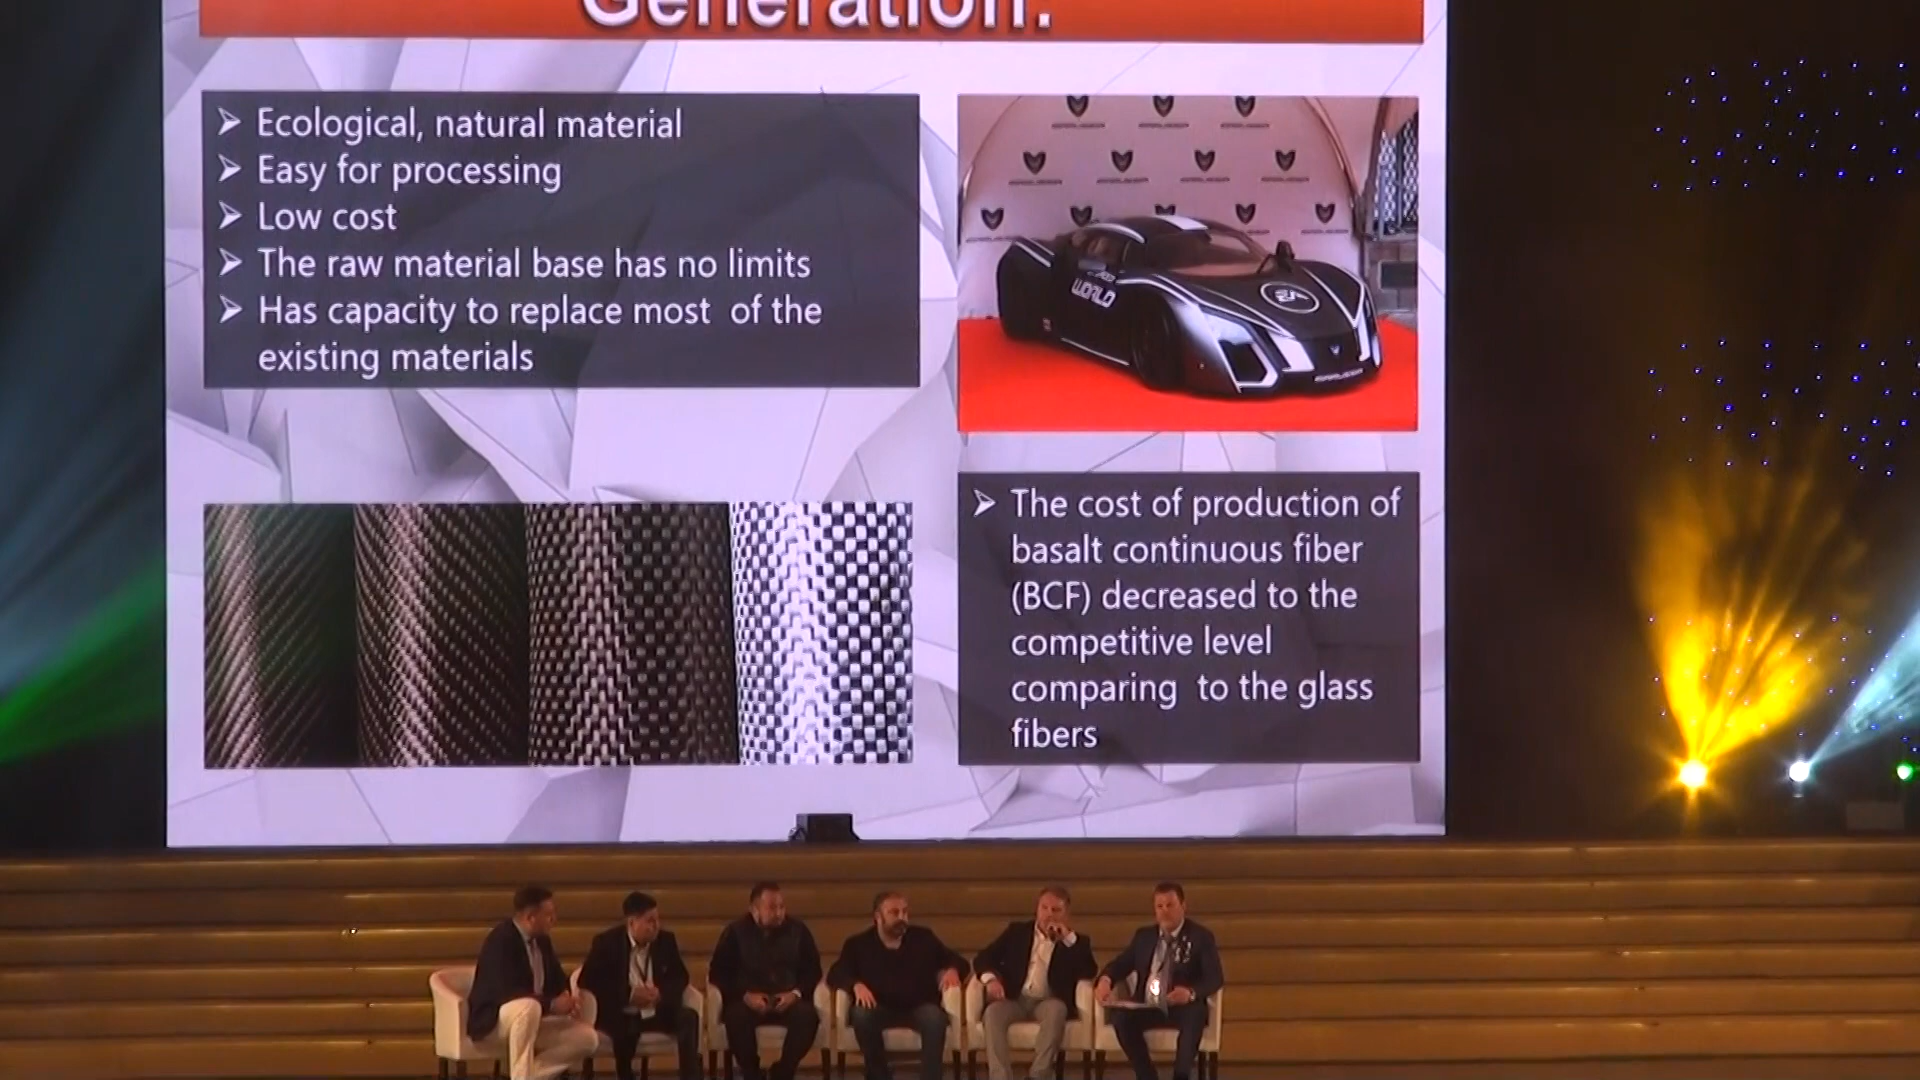 Generation:
Ecological, natural material
Easy for processing
Low cost
The raw material base has no limits
Has capacity to replace most of the
existing materials
WORLD
EA
The cost of production of
basalt continuous fiber
(BCF) decreased to the
competitive level
comparing to the glass
fibers